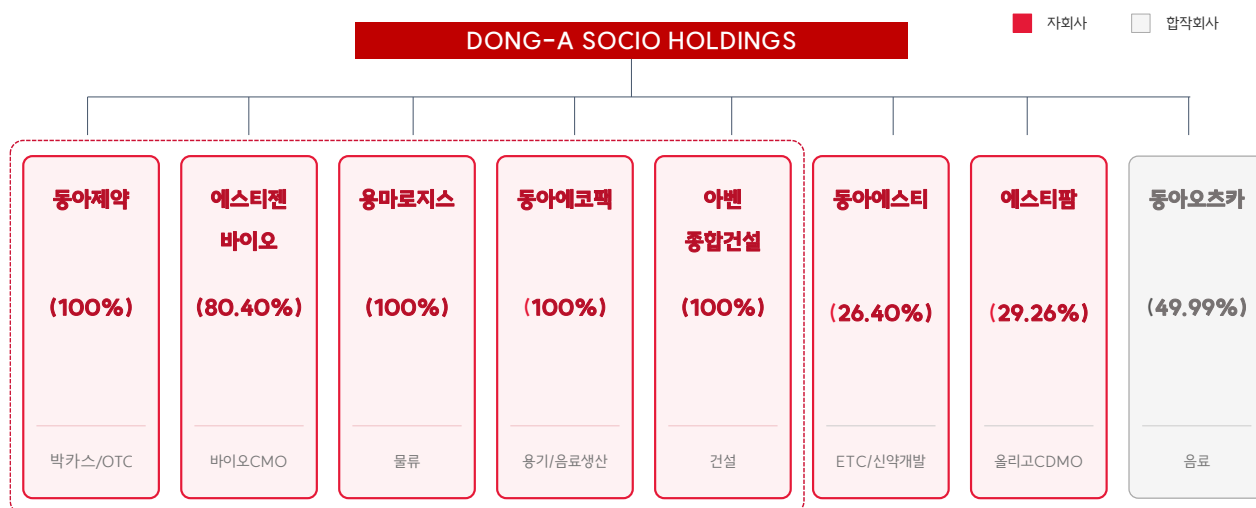 자회사
합작회사
DONG-A SOCIO HOLDINGS
동아제약
(100%)
박카스/OTC
에스티젠
바이오
(80.40%)
바이오CMO
용마로지스
(100%)
물류
동아에코팩
(100%)
용기/음료생산
아벤
종합건설
(100%)
건설
동아에스티
(26.40%)
ETC/신약개발
에스티팜
(29.26%)
올리고CDMO
동아오츠카
(49.99%)
음료